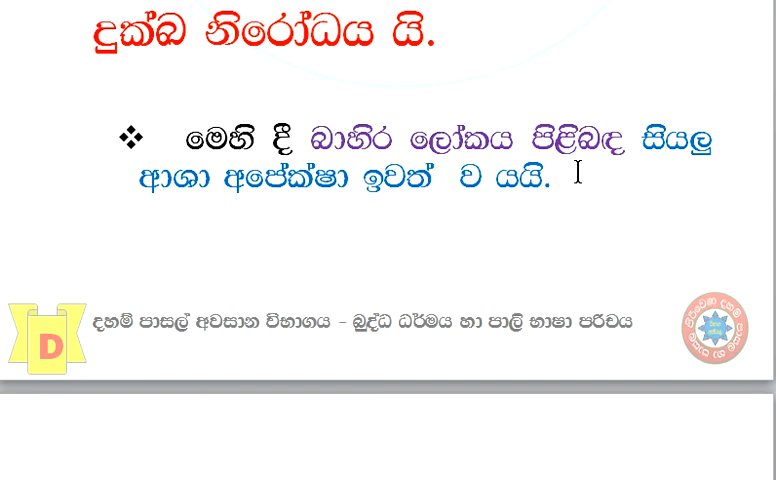 දුක්ඛ නිරෝධය යි.
❖ මෙහි දී බාහිර ලෝකය පිළිබඳ සියලු
ආශා අපේක්ෂා ඉවත් ව යයි.
D
දහම් පාසල් අවසාන විභාගය - බුද්ධ ධර්මය හා පාලි භාෂා පරිචය